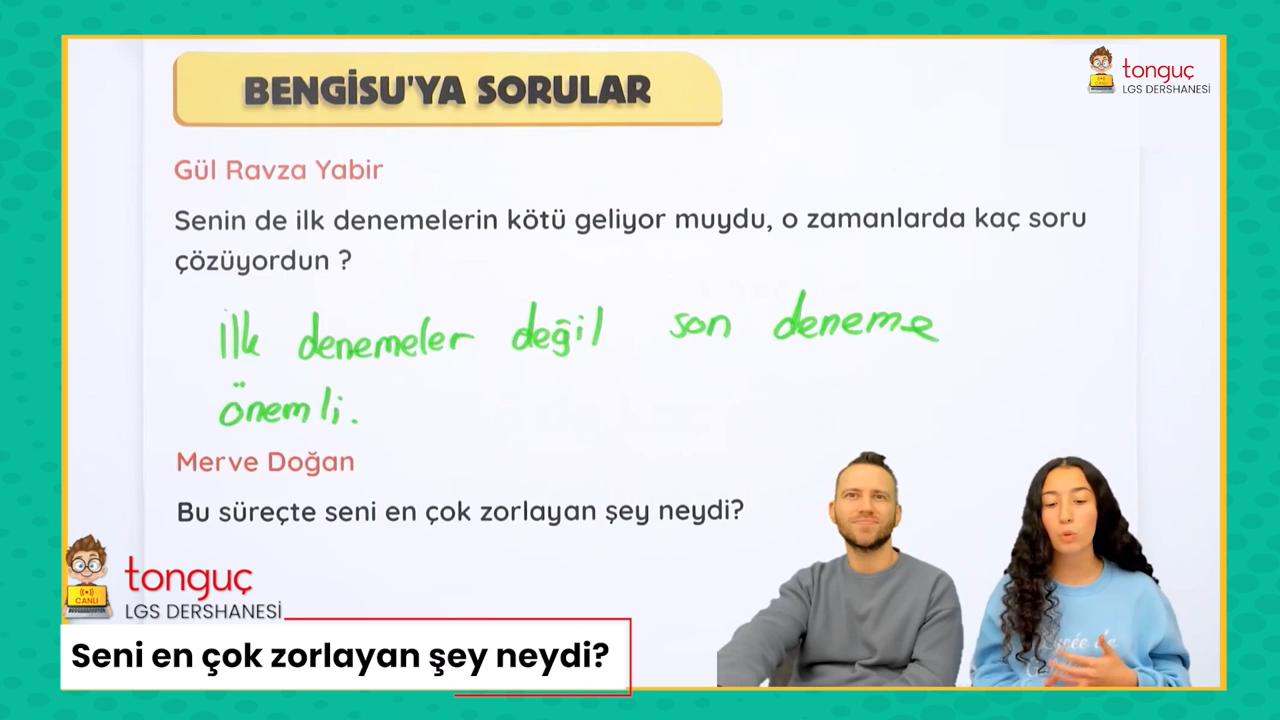 BENGİSU'YA SORULAR
tonguç
LGS DERSHANESİ
Gül Ravza Yabir
Senin de ilk denemelerin kötü geliyor muydu, o zamanlarda kaç soru
çözüyordun ?
İlk denemeler değil son deneme
önemli.
Merve Doğan
Bu süreçte seni en çok zorlayan şey neydi?
CANLI
tonguç
LGS DERSHANESİ
Seni en çok zorlayan şey neydi?